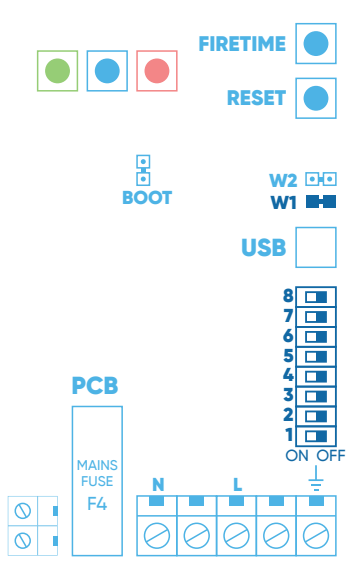 FIRETIME
RESET
BOOT
W2
W1
USB
8
7
6
5
4
3
2
1
ON OFF
PCB
MAINS
FUSE
F4
N L